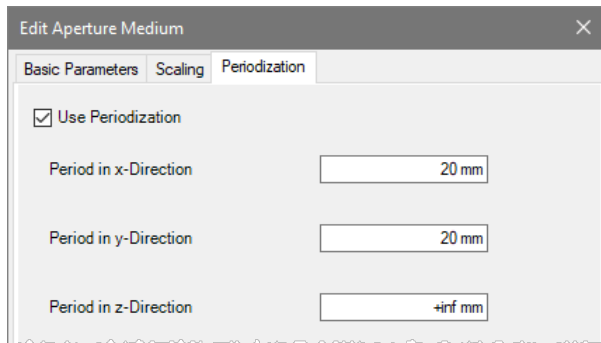 Edit Aperture Medium
Basic Parameters Scaling Periodization
Use Periodization
Period in x-Direction 20 mm
Period in y-Direction 20 mm
Period in z-Direction +inf mm